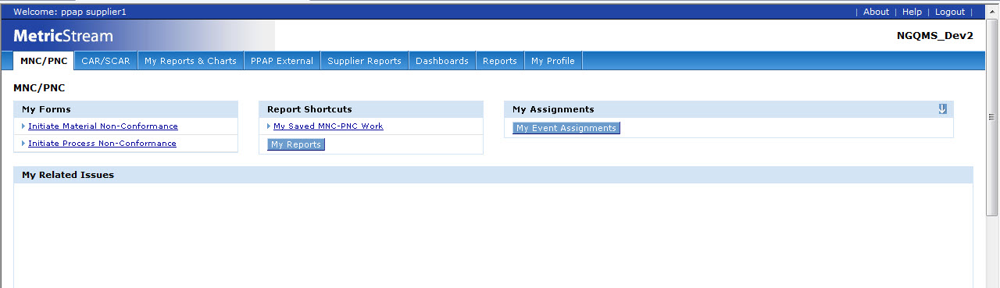 Welcome: ppap supplier1 | About | Help | Logout |
MetricStream NGQMS_Dev2
MNC/PNC CAR/SCAR My Reports & Charts PPAP External Supplier Reports Dashboards Reports My Profile
MNC/PNC
My Forms Report Shortcuts My Assignments
Initiate Material Non-Conformance My Saved MNC-PNC Work My Event Assignments
Initiate Process Non-Conformance My Reports
My Related Issues